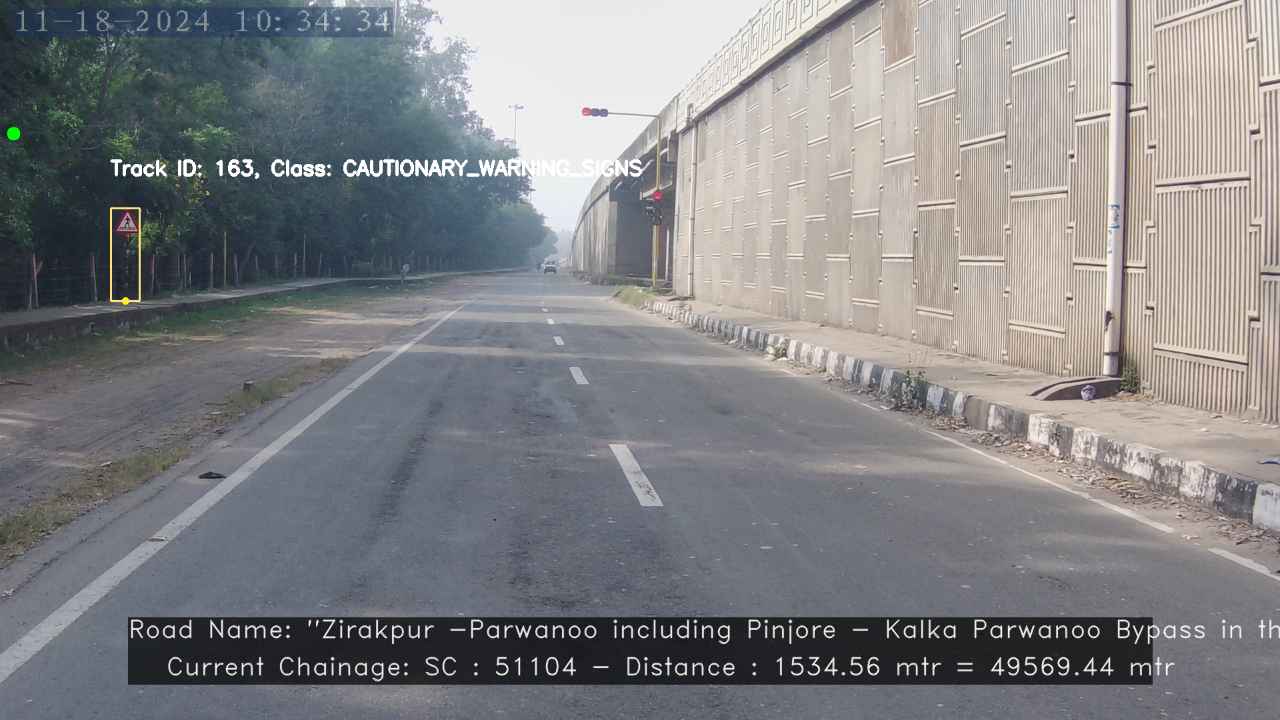 11-18-2024 10:34:34
Track ID: 163, Class: CAUTIONARY_WARNING_SIGNS
Road Name: "Zirakpur -Parwanoo including Pinjore - Kalka Parwanoo Bypass in th
Current Chainage: SC : 51104 - Distance : 1534.56 mtr = 49569.44 mtr